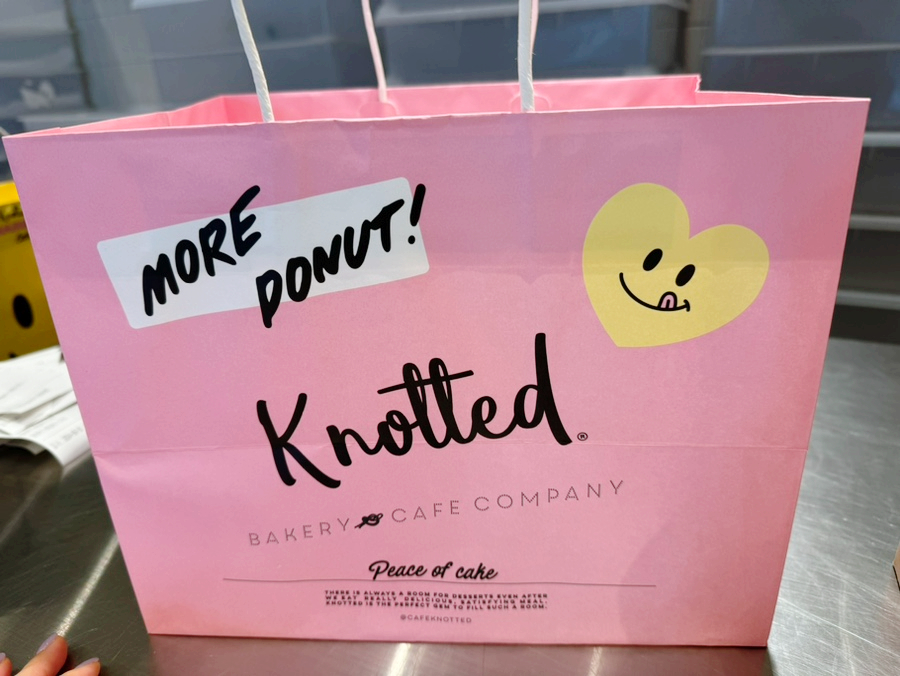 MORE
DONUT!
Knotted®
BAKERY CAFE COMPANY
Peace of cake
THERE IS ALWAYS A ROOM FOR DESSERTS EVEN AFTER
WE EAT REALLY DELICIOUS, SATISFYING MEAL.
KNOTTED IS THE PERFECT GEM TO FILL SUCH A ROOM.
@CAFEKNOTTED